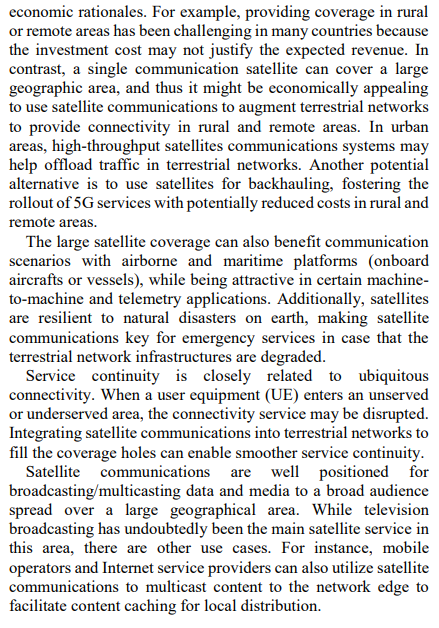 economic rationales. For example, providing coverage in rural
or remote areas has been challenging in many countries because
the investment cost may not justify the expected revenue. In
contrast, a single communication satellite can cover a large
geographic area, and thus it might be economically appealing
to use satellite communications to augment terrestrial networks
to provide connectivity in rural and remote areas. In urban
areas, high-throughput satellites communications systems may
help offload traffic in terrestrial networks. Another potential
alternative is to use satellites for backhauling, fostering the
rollout of 5G services with potentially reduced costs in rural and
remote areas.
The large satellite coverage can also benefit communication
scenarios with airborne and maritime platforms (onboard
aircrafts or vessels), while being attractive in certain machine-
to-machine and telemetry applications. Additionally, satellites
are resilient to natural disasters on earth, making satellite
communications key for emergency services in case that the
terrestrial network infrastructures are degraded.
Service continuity is closely related to ubiquitous
connectivity. When a user equipment (UE) enters an unserved
or underserved area, the connectivity service may be disrupted.
Integrating satellite communications into terrestrial networks to
fill the coverage holes can enable smoother service continuity.
Satellite communications are well positioned for
broadcasting/multicasting data and media to a broad audience
spread over a large geographical area. While television
broadcasting has undoubtedly been the main satellite service in
this area, there are other use cases. For instance, mobile
operators and Internet service providers can also utilize satellite
communications to multicast content to the network edge to
facilitate content caching for local distribution.